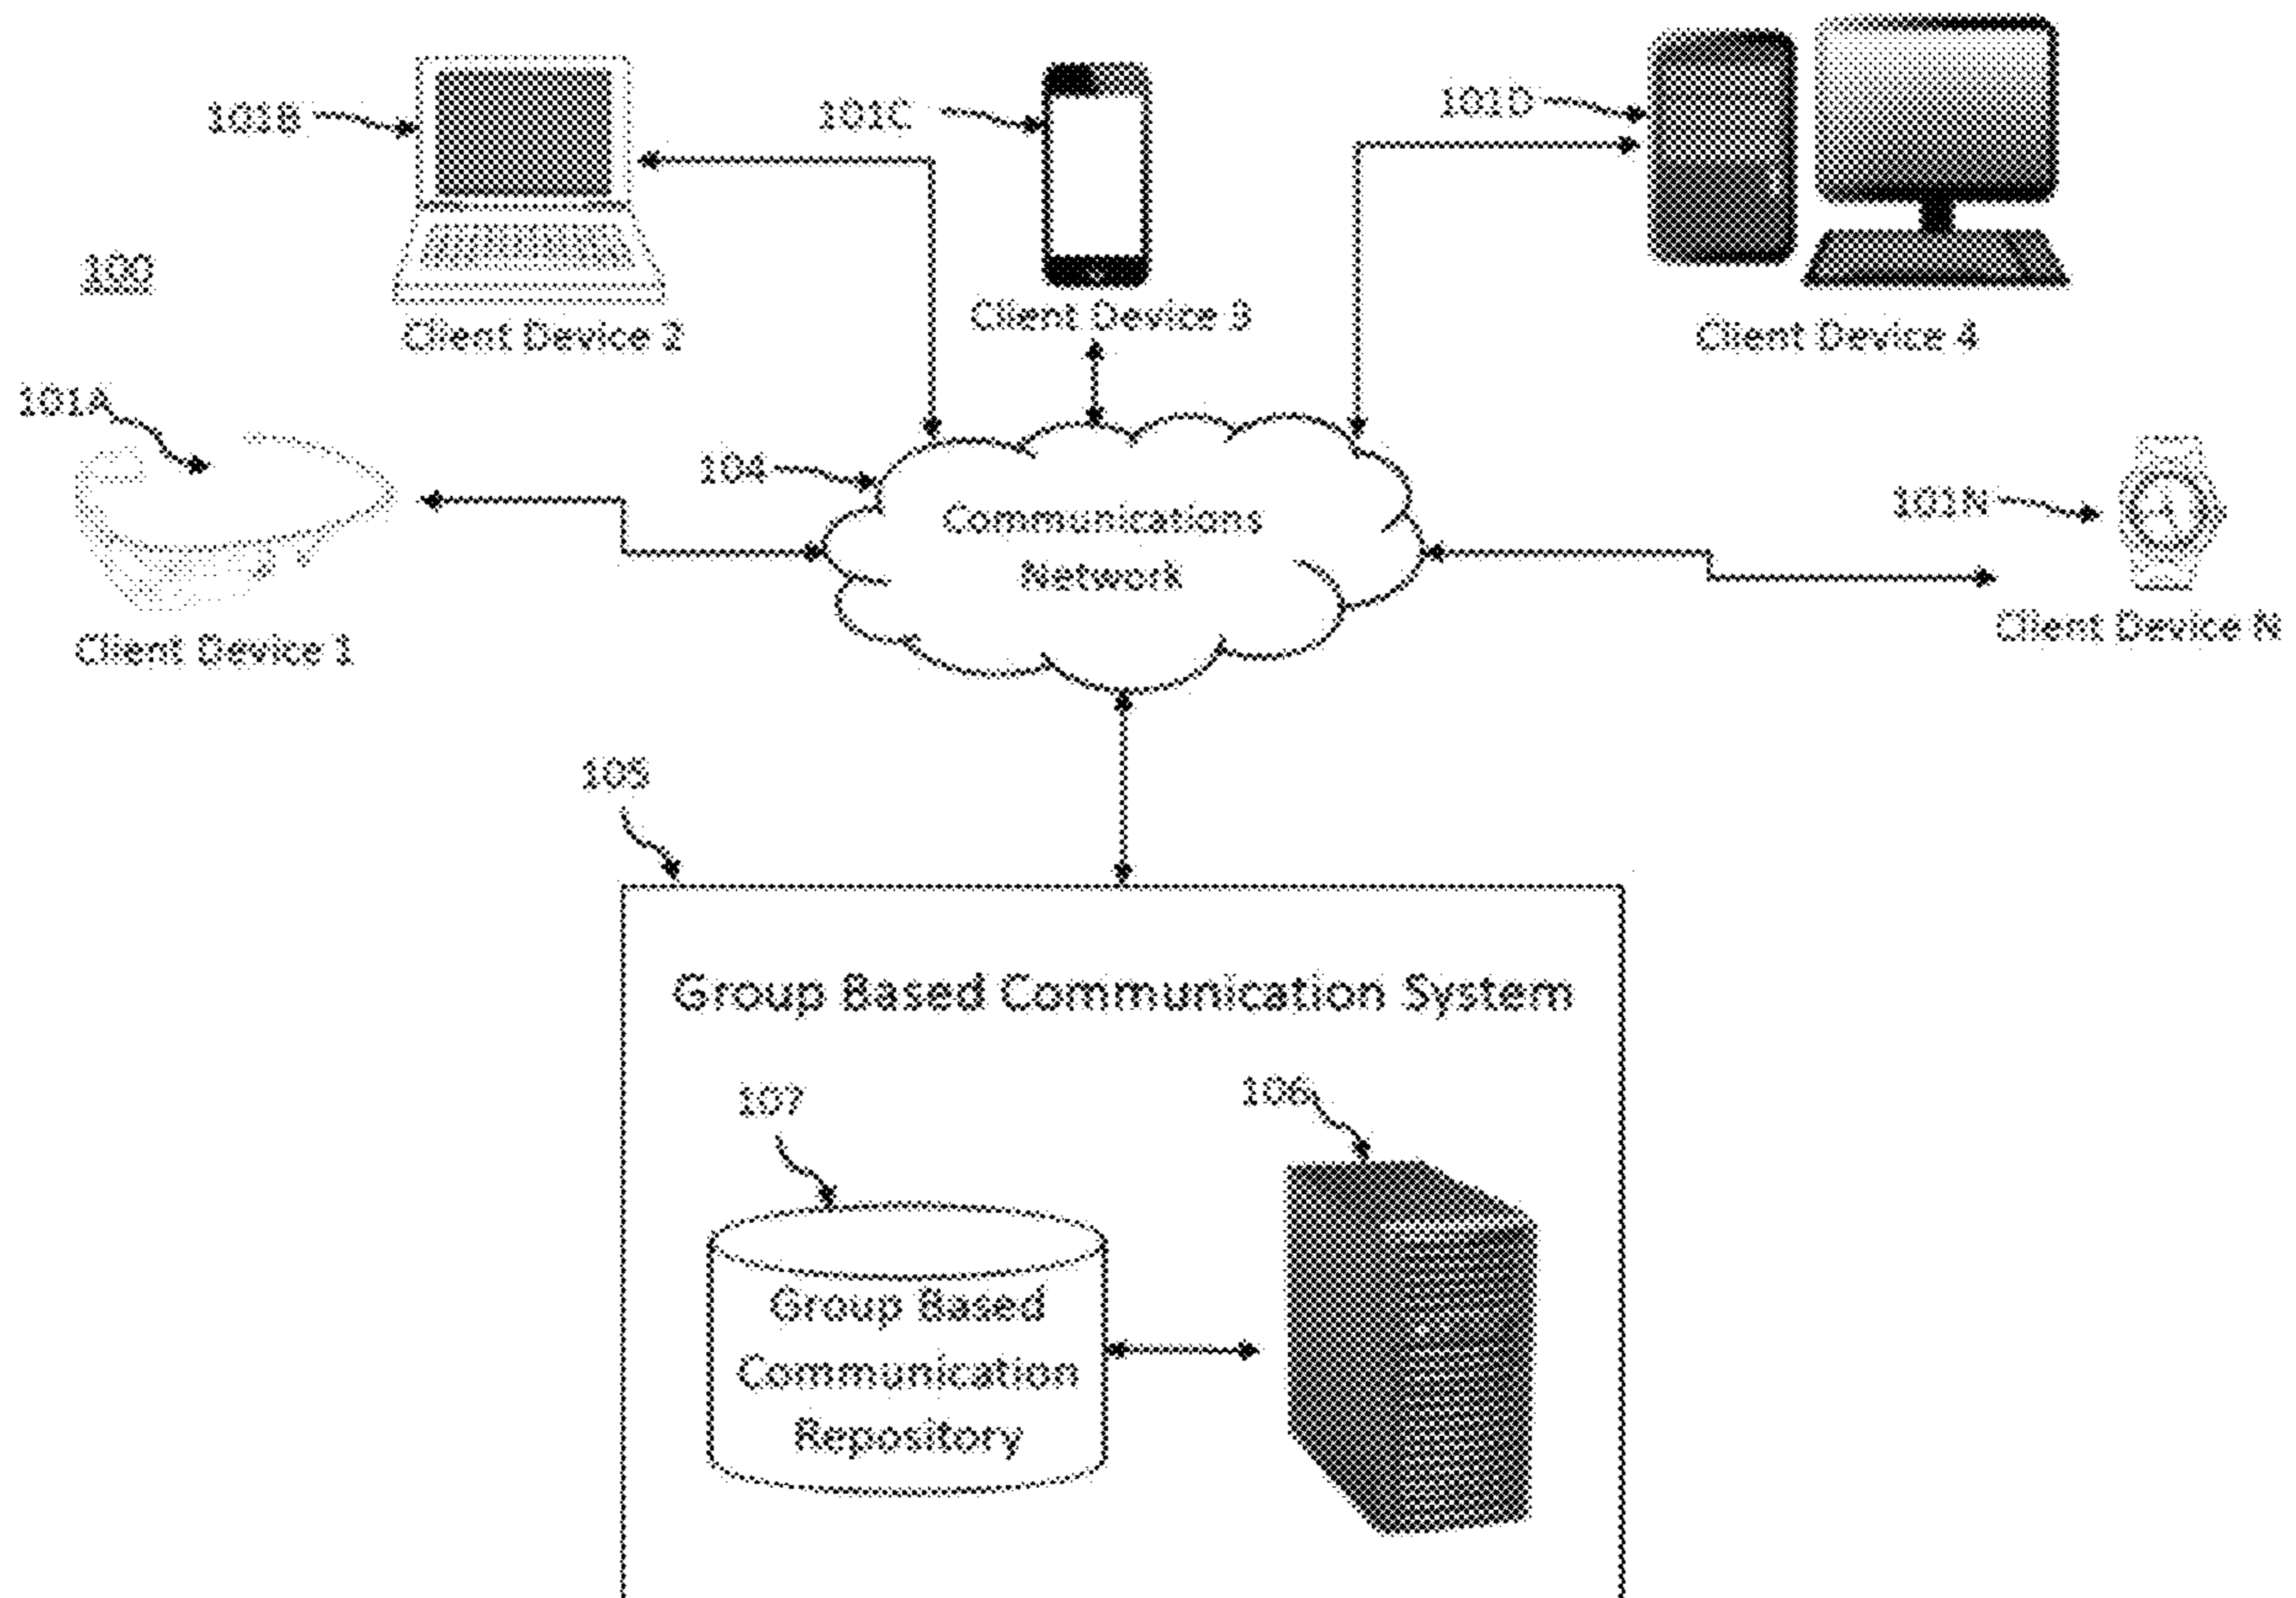 101B
101C
101D
100
Client Device 2
Client Device 3
Client Device 4
101A
104
Communications
Network
101N
Client Device 1
Client Device N
105
Group Based Communication System
107
106
Group Based
Communication
Repository